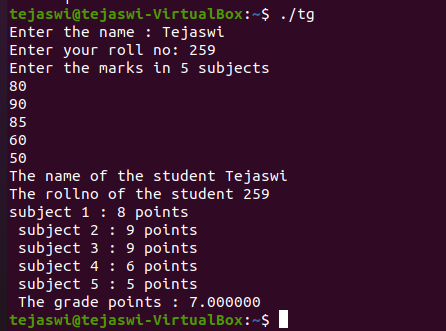 tejaswi@tejaswi-VirtualBox:~$ ./tg
Enter the name : Tejaswi
Enter your roll no: 259
Enter the marks in 5 subjects
80
90
85
60
50
The name of the student Tejaswi
The rollno of the student 259
subject 1 : 8 points
 subject 2 : 9 points
 subject 3 : 9 points
 subject 4 : 6 points
 subject 5 : 5 points
 The grade points : 7.000000
tejaswi@tejaswi-VirtualBox:~$